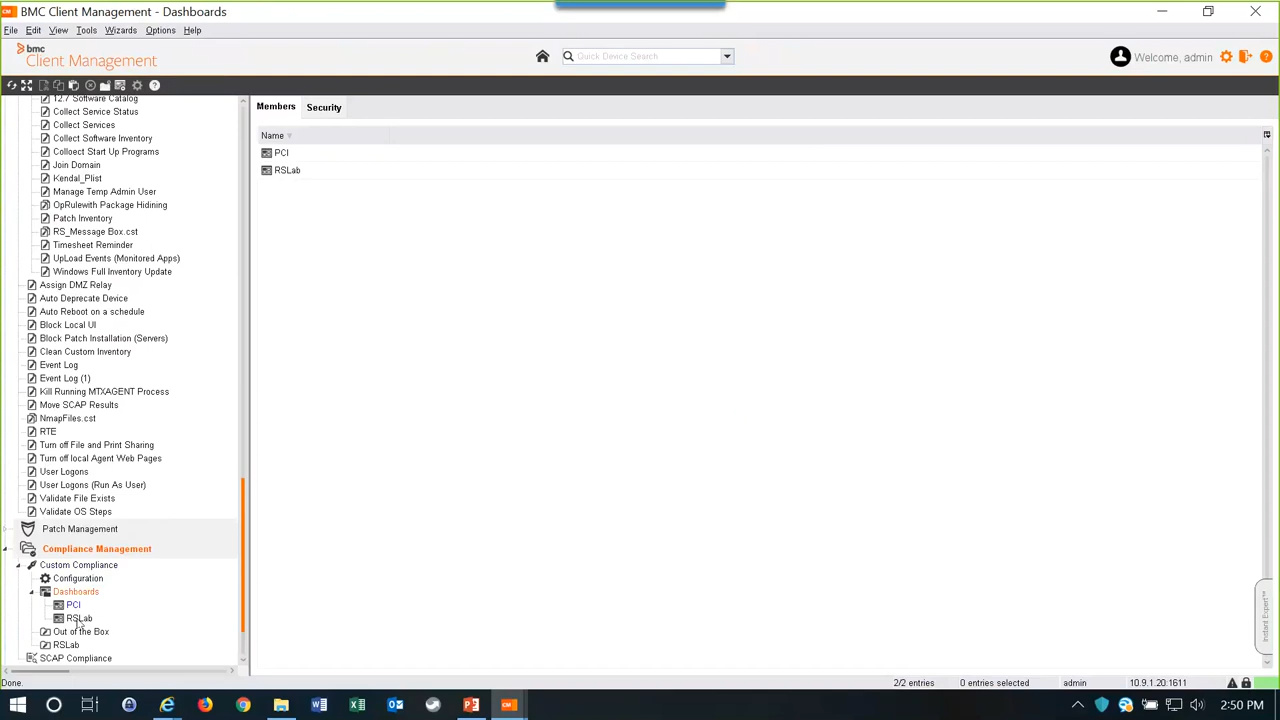 BMC Client Management - Dashboards
File Edit View Tools Wizards Options Help
bmc
Client Management
Quick Device Search
Welcome, admin
12.7 Software Catalog
Collect Service Status
Collect Services
Collect Software Inventory
Colloect Start Up Programs
Join Domain
Kendal_Plist
Manage Temp Admin User
OpRulewith Package Hidining
Patch Inventory
RS_Message Box.cst
Timesheet Reminder
UpLoad Events (Monitored Apps)
Windows Full Inventory Update
Assign DMZ Relay
Auto Deprecate Device
Auto Reboot on a schedule
Block Local UI
Block Patch Installation (Servers)
Clean Custom Inventory
Event Log
Event Log (1)
Kill Running MTXAGENT Process
Move SCAP Results
NmapFiles.cst
RTE
Turn off File and Print Sharing
Turn off local Agent Web Pages
User Logons
User Logons (Run As User)
Validate File Exists
Validate OS Steps
Patch Management
Compliance Management
Custom Compliance
Configuration
Dashboards
PCI
RSLab
Out of the Box
RSLab
SCAP Compliance
Members Security
Name
PCI
RSLab
Instant Expert™
Done.
2/2 entries 0 entries selected admin 10.9.1.20:1611
2:50 PM